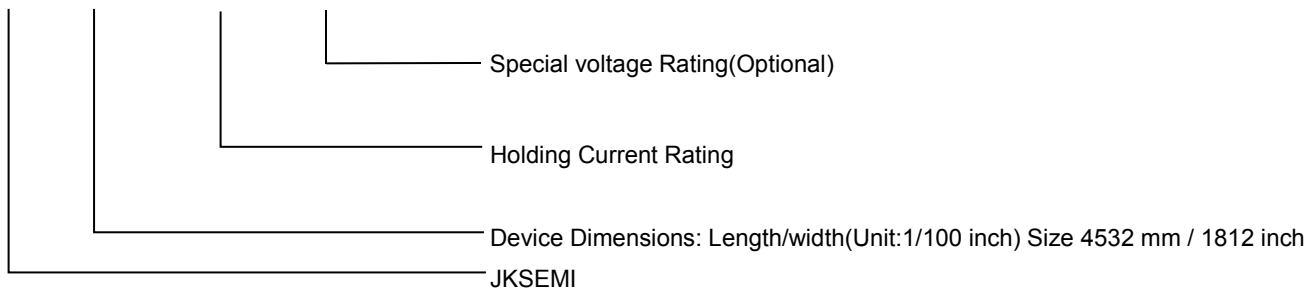 Special voltage Rating(Optional)
Holding Current Rating
Device Dimensions: Length/width(Unit:1/100 inch) Size 4532 mm / 1812 inch
JKSEMI